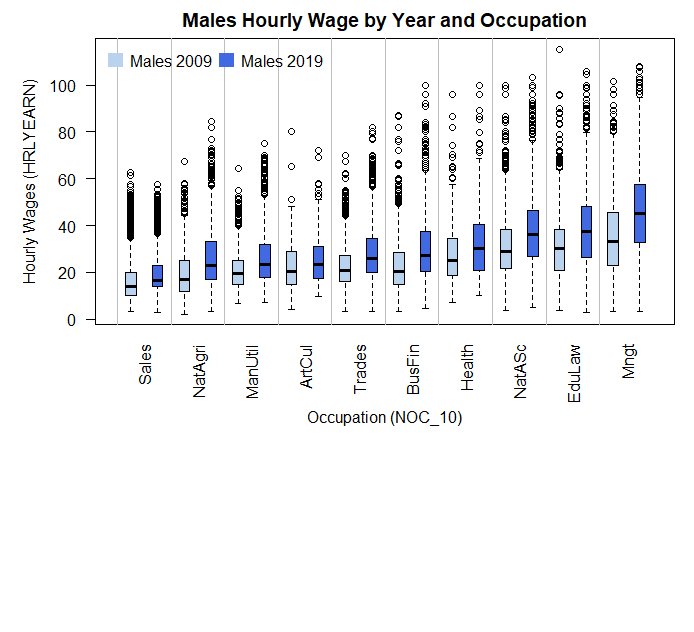 Males Hourly Wage by Year and Occupation
Males 2009 Males 2019
Hourly Wages (HRLYEARN)
100
80
60
40
20
0
Sales NatAgri ManUtil ArtCul Trades BusFin Health NatASc EduLaw Mngt
Occupation (NOC_10)